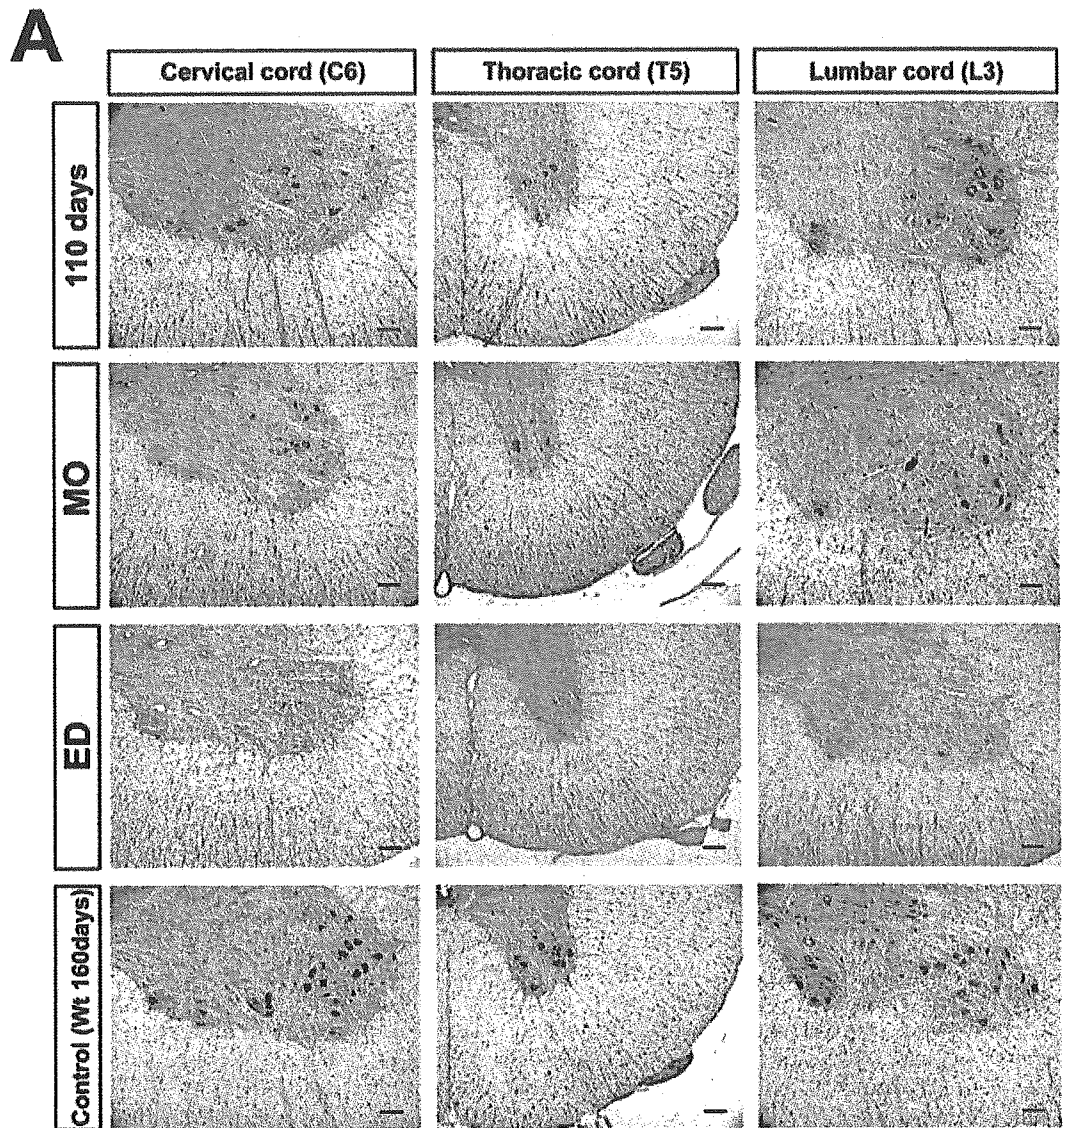 A
Cervical cord (C6)
Thoracic cord (T5)
Lumbar cord (L3)
110 days
MO
ED
Control (Wt 160days)